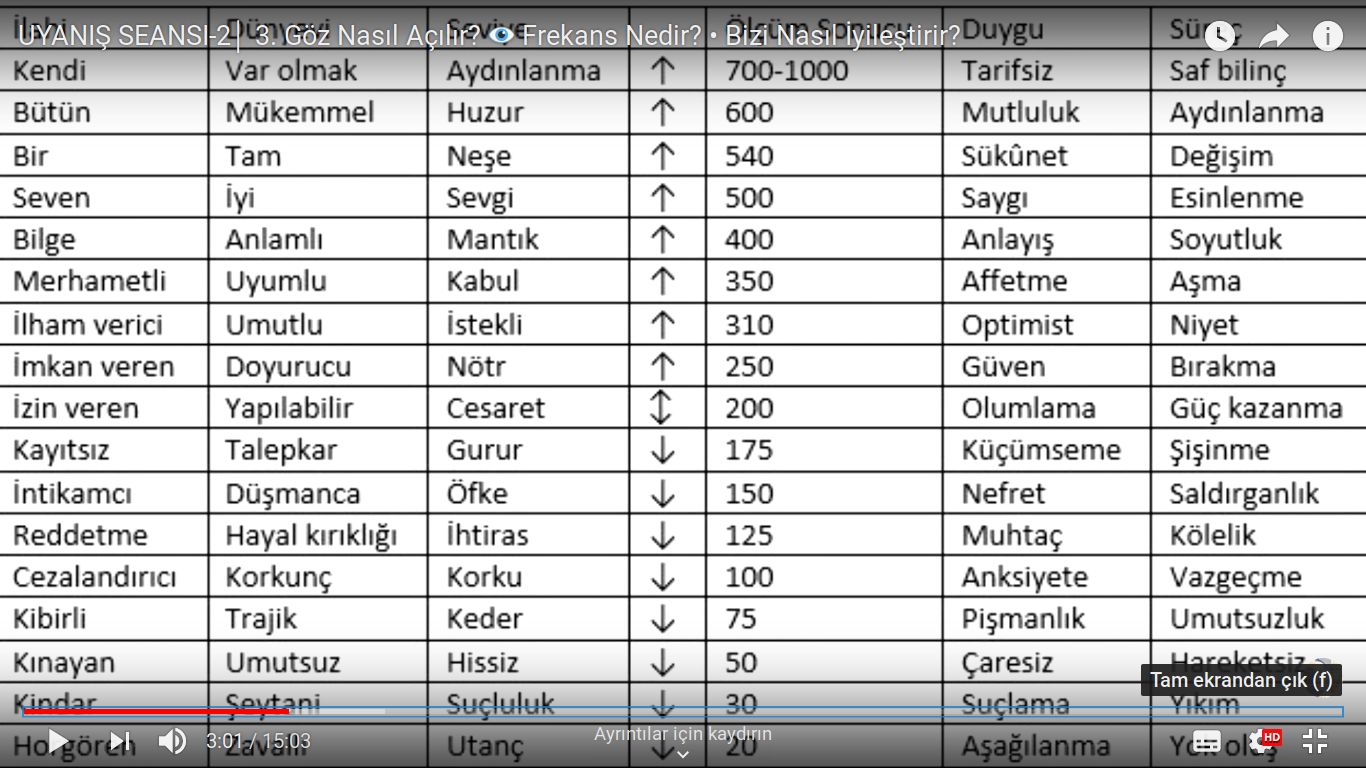 İlahi Dünyevi Seviye Ölçüm Sonucu Duygu Süreç
UYANIŞ SEANSI-2│ 3. Göz Nasıl Açılır? 👁 Frekans Nedir? • Bizi Nasıl İyileştirir?
Kendi Var olmak Aydınlanma ↑ 700-1000 Tarifsiz Saf bilinç
Bütün Mükemmel Huzur ↑ 600 Mutluluk Aydınlanma
Bir Tam Neşe ↑ 540 Sükûnet Değişim
Seven İyi Sevgi ↑ 500 Saygı Esinlenme
Bilge Anlamlı Mantık ↑ 400 Anlayış Soyutluk
Merhametli Uyumlu Kabul ↑ 350 Affetme Aşma
İlham verici Umutlu İstekli ↑ 310 Optimist Niyet
İmkan veren Doyurucu Nötr ↑ 250 Güven Bırakma
İzin veren Yapılabilir Cesaret ↕ 200 Olumlama Güç kazanma
Kayıtsız Talepkar Gurur ↓ 175 Küçümseme Şişinme
İntikamcı Düşmanca Öfke ↓ 150 Nefret Saldırganlık
Reddetme Hayal kırıklığı İhtiras ↓ 125 Muhtaç Kölelik
Cezalandırıcı Korkunç Korku ↓ 100 Anksiyete Vazgeçme
Kibirli Trajik Keder ↓ 75 Pişmanlık Umutsuzluk
Kınayan Umutsuz Hissiz ↓ 50 Çaresiz Hareketsiz
Tam ekrandan çık (f)
Kindar Şeytani Suçluluk ↓ 30 Suçlama Yıkım
Horgören Zavallı Utanç ↓ 20 Aşağılanma Yok oluş
3:01 / 15:03
Ayrıntılar için kaydırın
HD